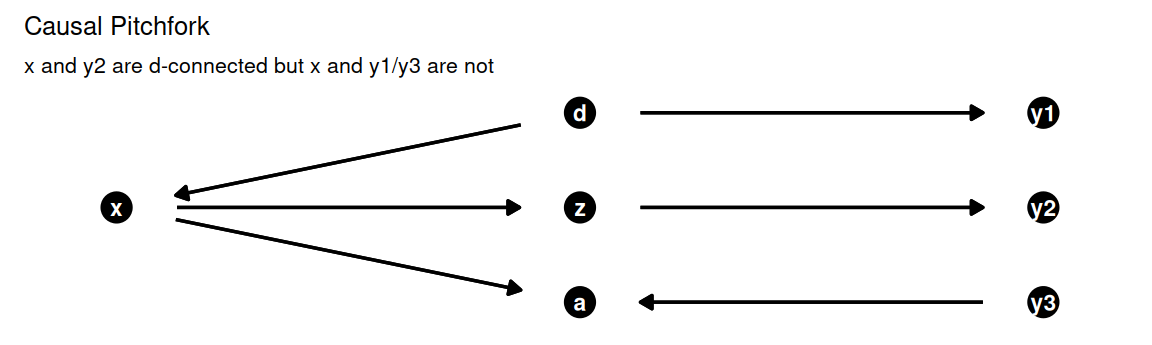 Causal Pitchfork
x and y2 are d-connected but x and y1/y3 are not
d y1
x z y2
a y3